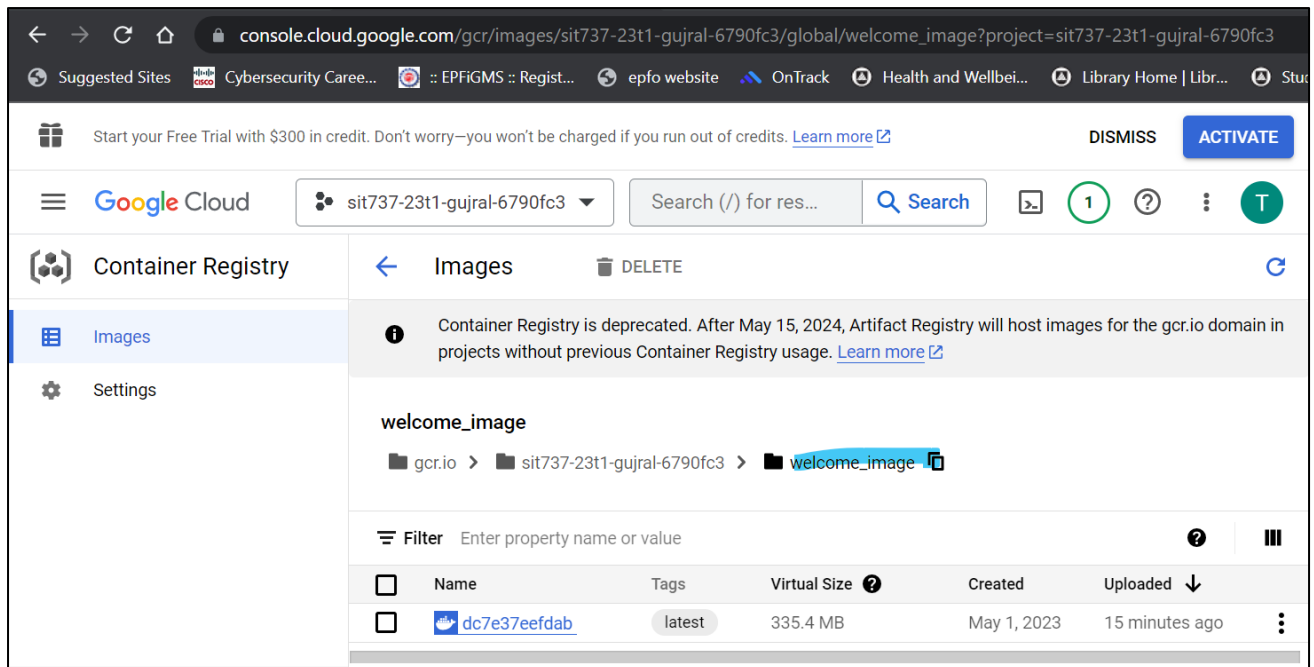 console.cloud.google.com/gcr/images/sit737-23t1-gujral-6790fc3/global/welcome_image?project=sit737-23t1-gujral-6790fc3
Suggested Sites Cybersecurity Caree... :: EPFiGMS :: Regist... epfo website OnTrack Health and Wellbei... Library Home | Libr... Stu
Start your Free Trial with $300 in credit. Don't worry—you won't be charged if you run out of credits. Learn more DISMISS ACTIVATE
Google Cloud sit737-23t1-gujral-6790fc3 Search (/) for res... Search 1 T
Container Registry Images DELETE
Images
Container Registry is deprecated. After May 15, 2024, Artifact Registry will host images for the gcr.io domain in
projects without previous Container Registry usage. Learn more
Settings
welcome_image
gcr.io sit737-23t1-gujral-6790fc3 welcome_image
Filter Enter property name or value
Name Tags Virtual Size Created Uploaded
dc7e37eefdab latest 335.4 MB May 1, 2023 15 minutes ago